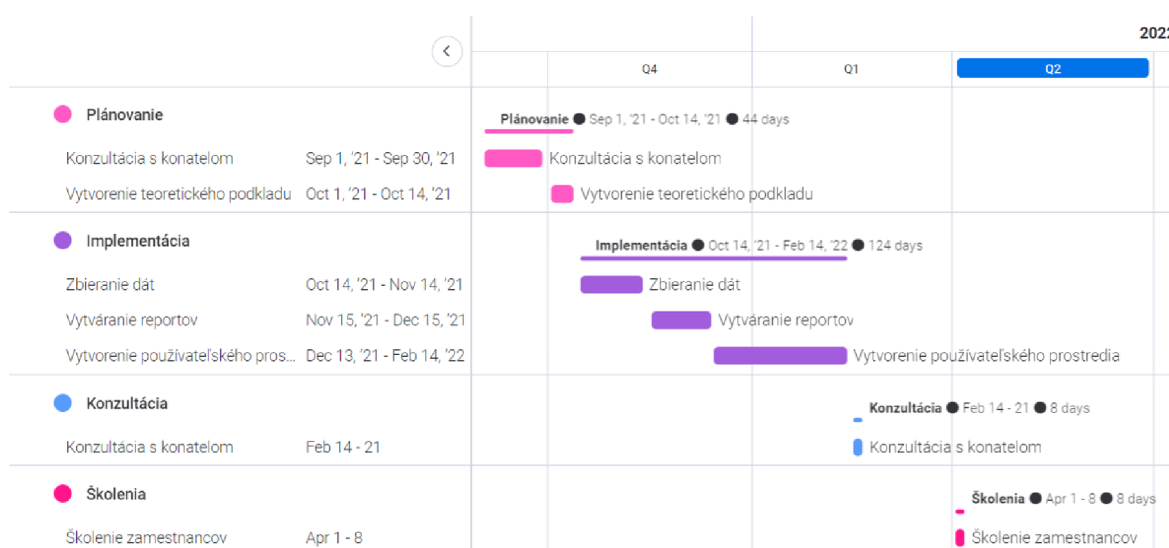 2022
Q4 Q1 Q2
Plánovanie
Plánovanie ● Sep 1, '21 - Oct 14, '21 ● 44 days
Konzultácia s konatelom Sep 1, '21 - Sep 30, '21 Konzultácia s konatelom
Vytvorenie teoretického podkladu Oct 1, '21 - Oct 14, '21 Vytvorenie teoretického podkladu
Implementácia
Implementácia ● Oct 14, '21 - Feb 14, '22 ● 124 days
Zbieranie dát Oct 14, '21 - Nov 14, '21 Zbieranie dát
Vytváranie reportov Nov 15, '21 - Dec 15, '21 Vytváranie reportov
Vytvorenie používateľského pros... Dec 13, '21 - Feb 14, '22 Vytvorenie používateľského prostredia
Konzultácia
Konzultácia ● Feb 14 - 21 ● 8 days
Konzultácia s konatelom Feb 14 - 21 Konzultácia s konatelom
Školenia
Školenia ● Apr 1 - 8 ● 8 days
Školenie zamestnancov Apr 1 - 8 Školenie zamestnancov